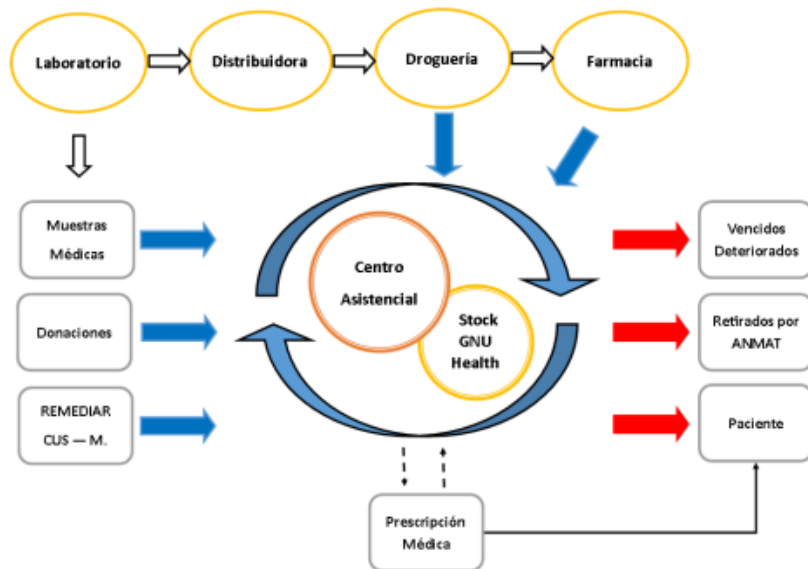 Laboratorio
Distribuidora
Droguería
Farmacia
Muestras
Médicas
Donaciones
REMEDIAR
CUS — M.
Centro
Asistencial
Stock
GNU
Health
Vencidos
Deteriorados
Retirados por
ANMAT
Paciente
Prescripción
Médica